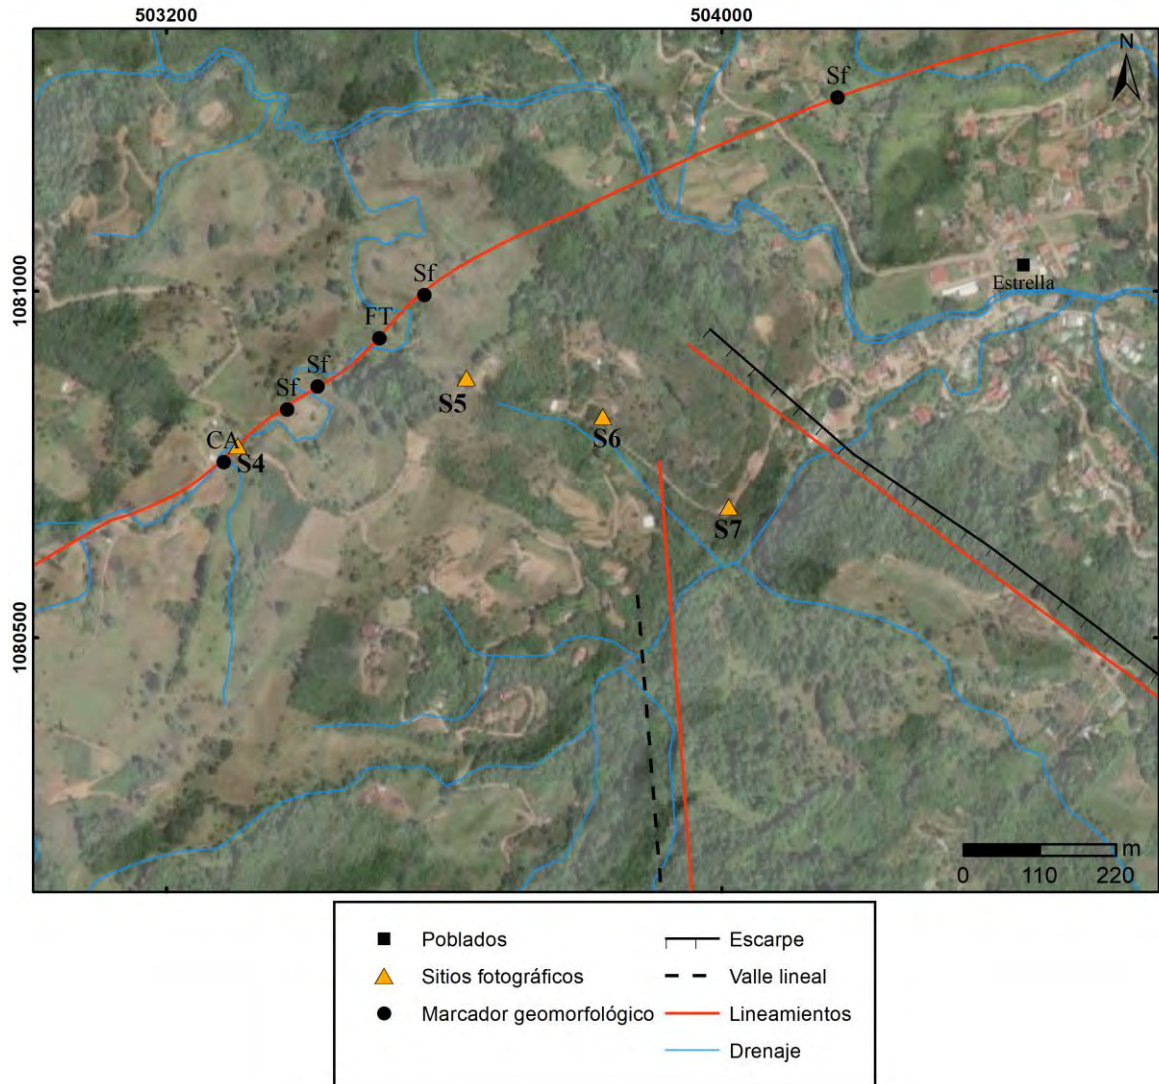 503200
504000
N
Sf
1081000
Estrella
Sf
FT
Sf
Sf
S5
S6
CA
S4
S7
1080500
m
0 110 220
Poblados
Sitios fotográficos
Marcador geomorfológico
Escarpe
Valle lineal
Lineamientos
Drenaje